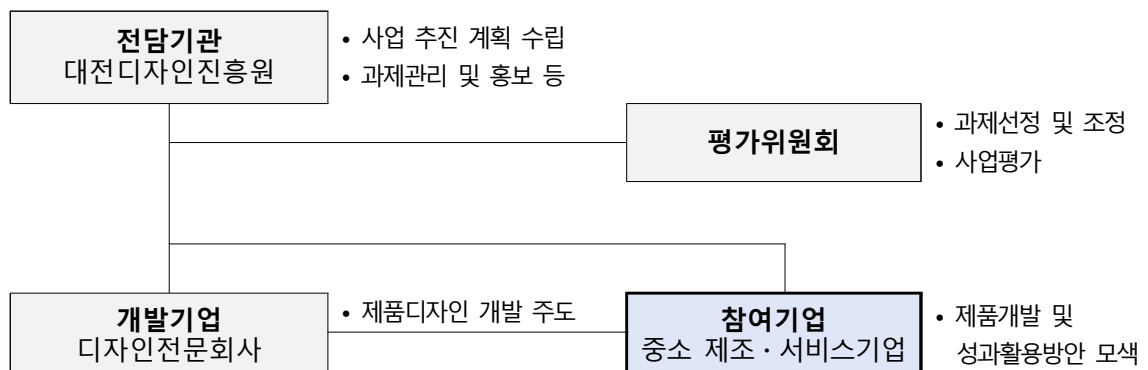 전담기관
대전디자인진흥원
• 사업 추진 계획 수립
• 과제관리 및 홍보 등
평가위원회
• 과제선정 및 조정
• 사업평가
개발기업
디자인전문회사
• 제품디자인 개발 주도
참여기업
중소 제조·서비스기업
• 제품개발 및
성과활용방안 모색